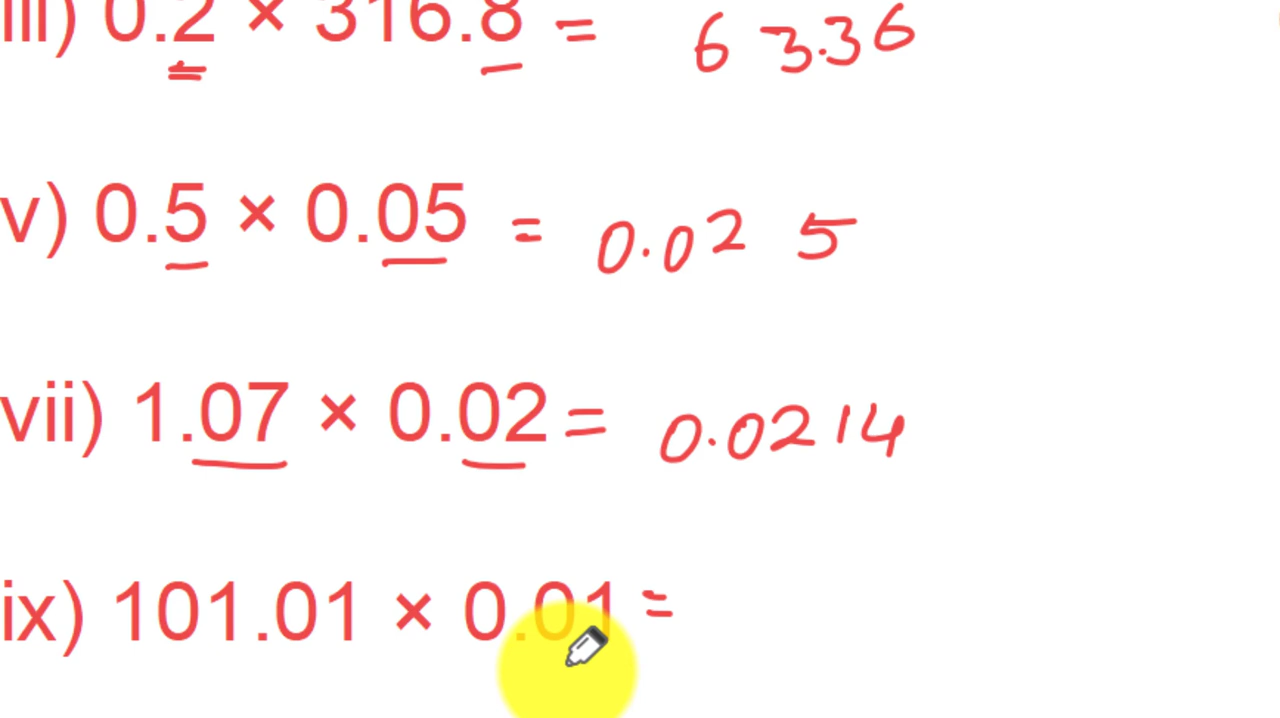 iii) 0.2 × 316.8 = 63.36
v) 0.5 × 0.05 = 0.025
vii) 1.07 × 0.02 = 0.0214
ix) 101.01 × 0.01 =